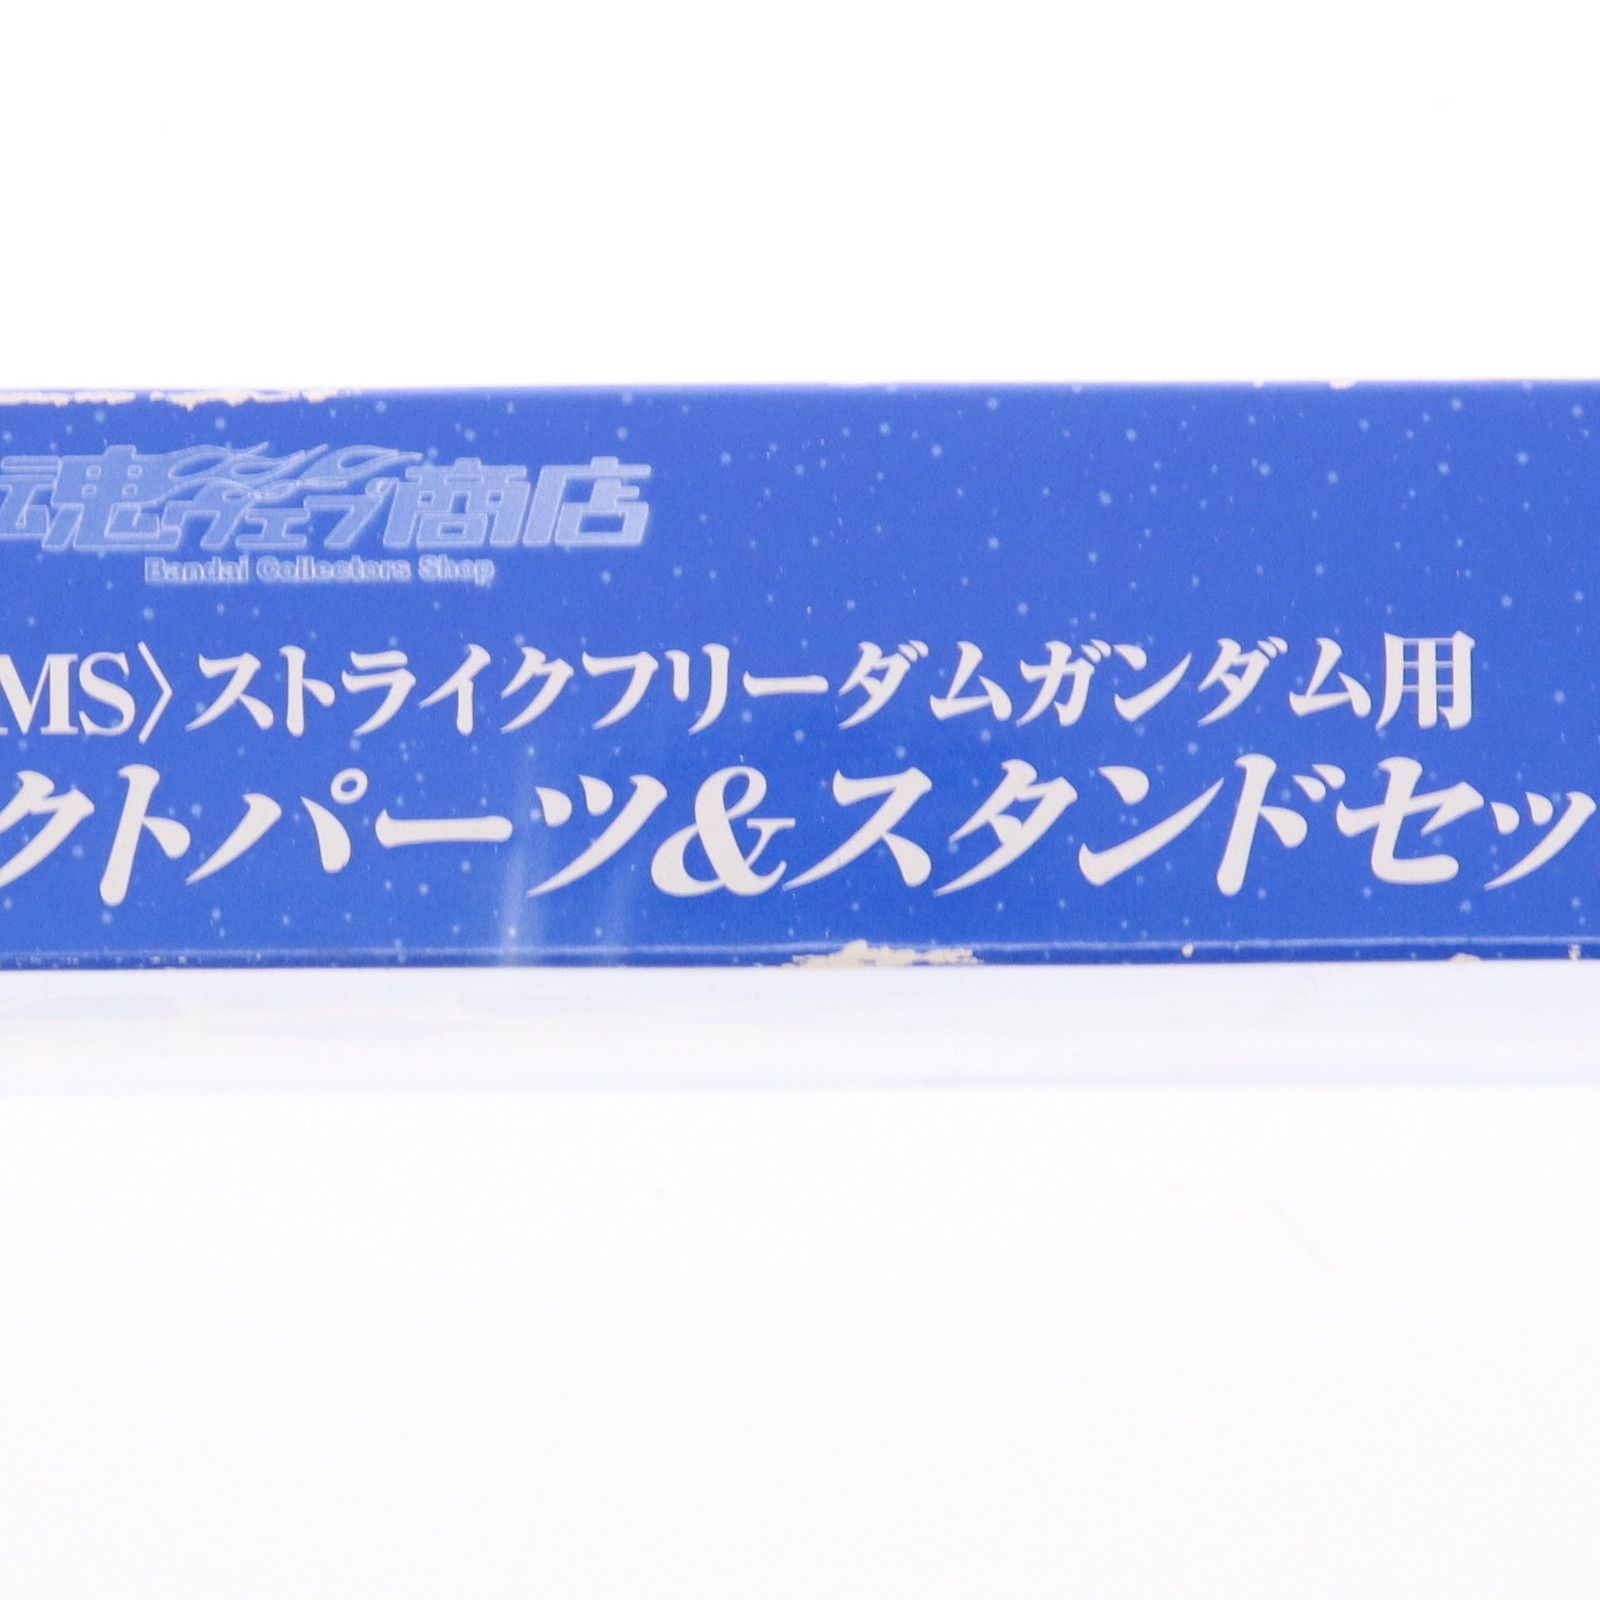 魂ウェブ商店
Bandai Collectors Shop
MS〉ストライクフリーダムガンダム用
クトパーツ&スタンドセッ